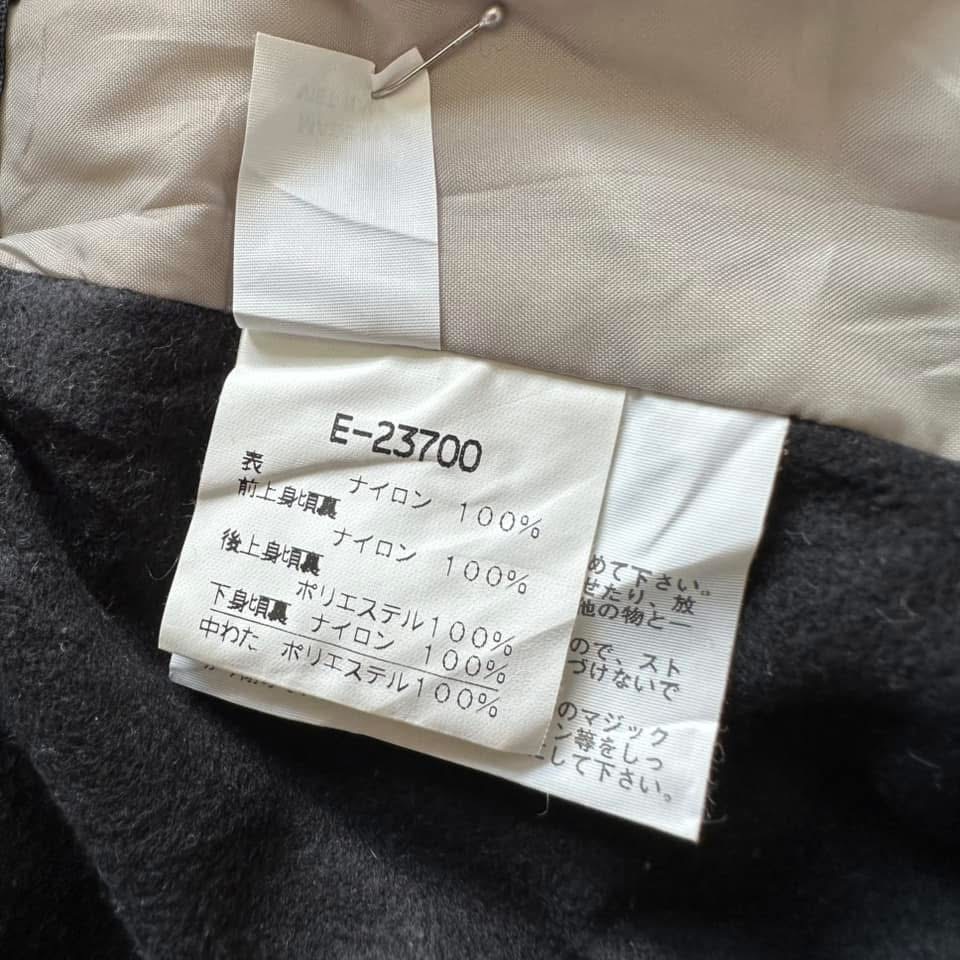 E-23700
表 ナイロン 100%
前上身頃裏
ナイロン 100%
後上身頃裏
ポリエステル100%
下身頃裏 ナイロン 100%
中わた ポリエステル100%
めて下さい。
せたり、放
他の物と一
ので、スト
づけないで
のマジック
ン等をしっ
して下さい。